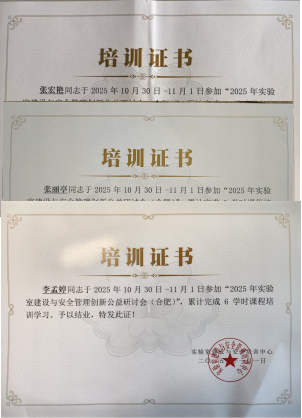 培训证书
张宏艳同志于 2025 年 10 月 30 日 -11 月 1 日参加 “2025 年实验
培训证书
张丽亭同志于 2025 年 10 月 30 日 -11 月 1 日参加 “2025 年实验
培训证书
李孟婷同志于 2025 年 10 月 30 日 -11 月 1 日参加 “2025 年实验
室建设与安全管理创新公益研讨会（合肥）”，累计完成 6 学时课程培
训学习。予以结业，特发此证！